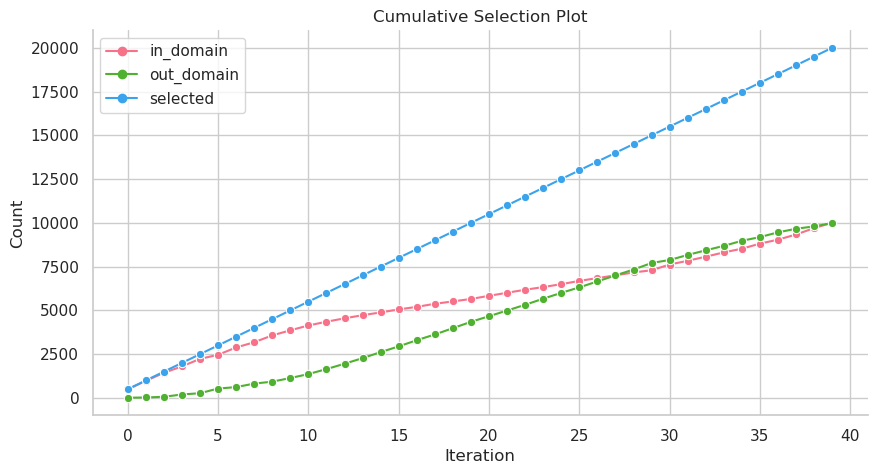 Cumulative Selection Plot
in_domain
out_domain
selected
Count
20000
17500
15000
12500
10000
7500
5000
2500
0
0 5 10 15 20 25 30 35 40
Iteration